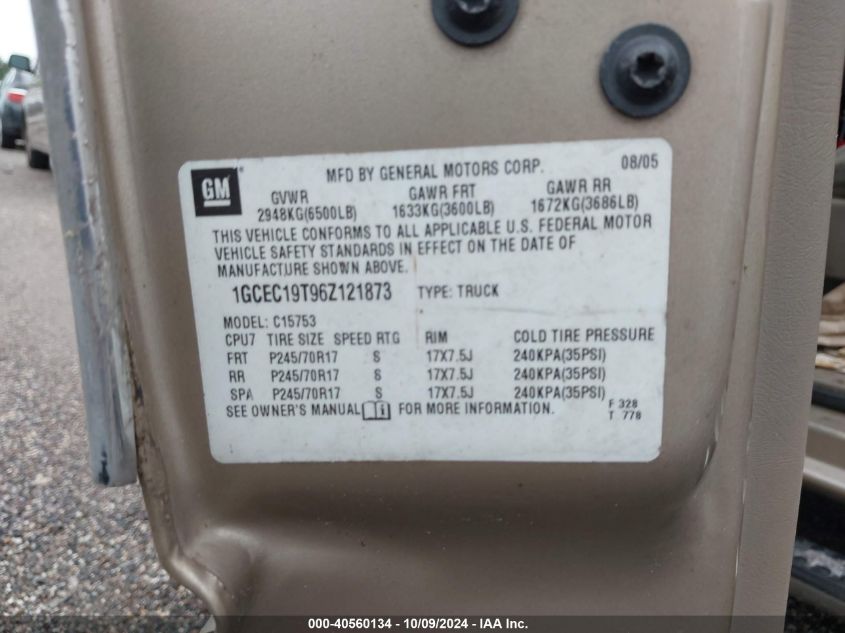 GM
MFD BY GENERAL MOTORS CORP. 08/05
GVWR GAWR FRT GAWR RR
2948KG(6500LB) 1633KG(3600LB) 1672KG(3686LB)
THIS VEHICLE CONFORMS TO ALL APPLICABLE U.S. FEDERAL MOTOR
VEHICLE SAFETY STANDARDS IN EFFECT ON THE DATE OF
MANUFACTURE SHOWN ABOVE.
1GCEC19T96Z121873 TYPE: TRUCK
MODEL: C15753
CPU7 TIRE SIZE SPEED RTG RIM COLD TIRE PRESSURE
FRT P245/70R17 S 17X7.5J 240KPA(35PSI)
RR P245/70R17 S 17X7.5J 240KPA(35PSI)
SPA P245/70R17 S 17X7.5J 240KPA(35PSI)
SEE OWNER'S MANUAL FOR MORE INFORMATION. F 328
T 778
000-40560134 - 10/09/2024 - IAA Inc.